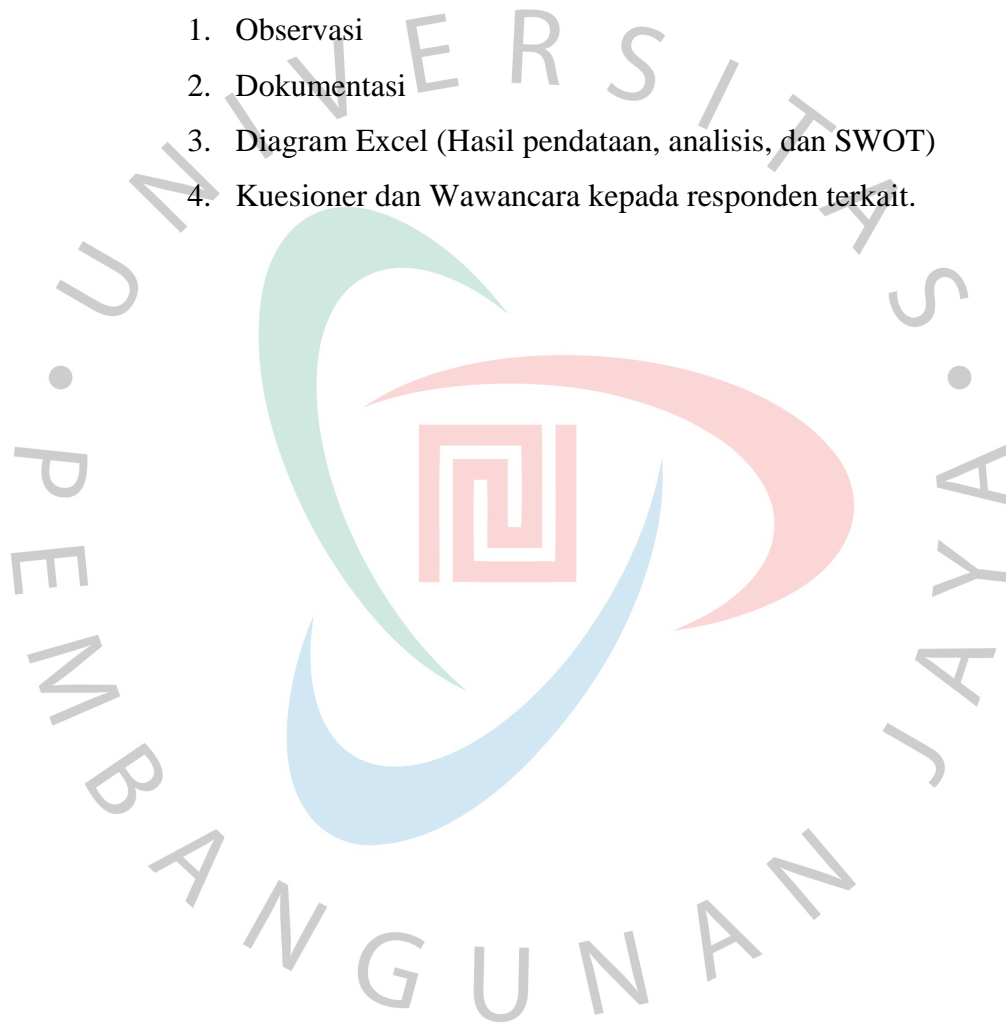 1. Observasi
2. Dokumentasi
3. Diagram Excel (Hasil pendataan, analisis, dan SWOT)
4. Kuesioner dan Wawancara kepada responden terkait.
UNIVERSITAS • PEMBANGUNAN JAYA •